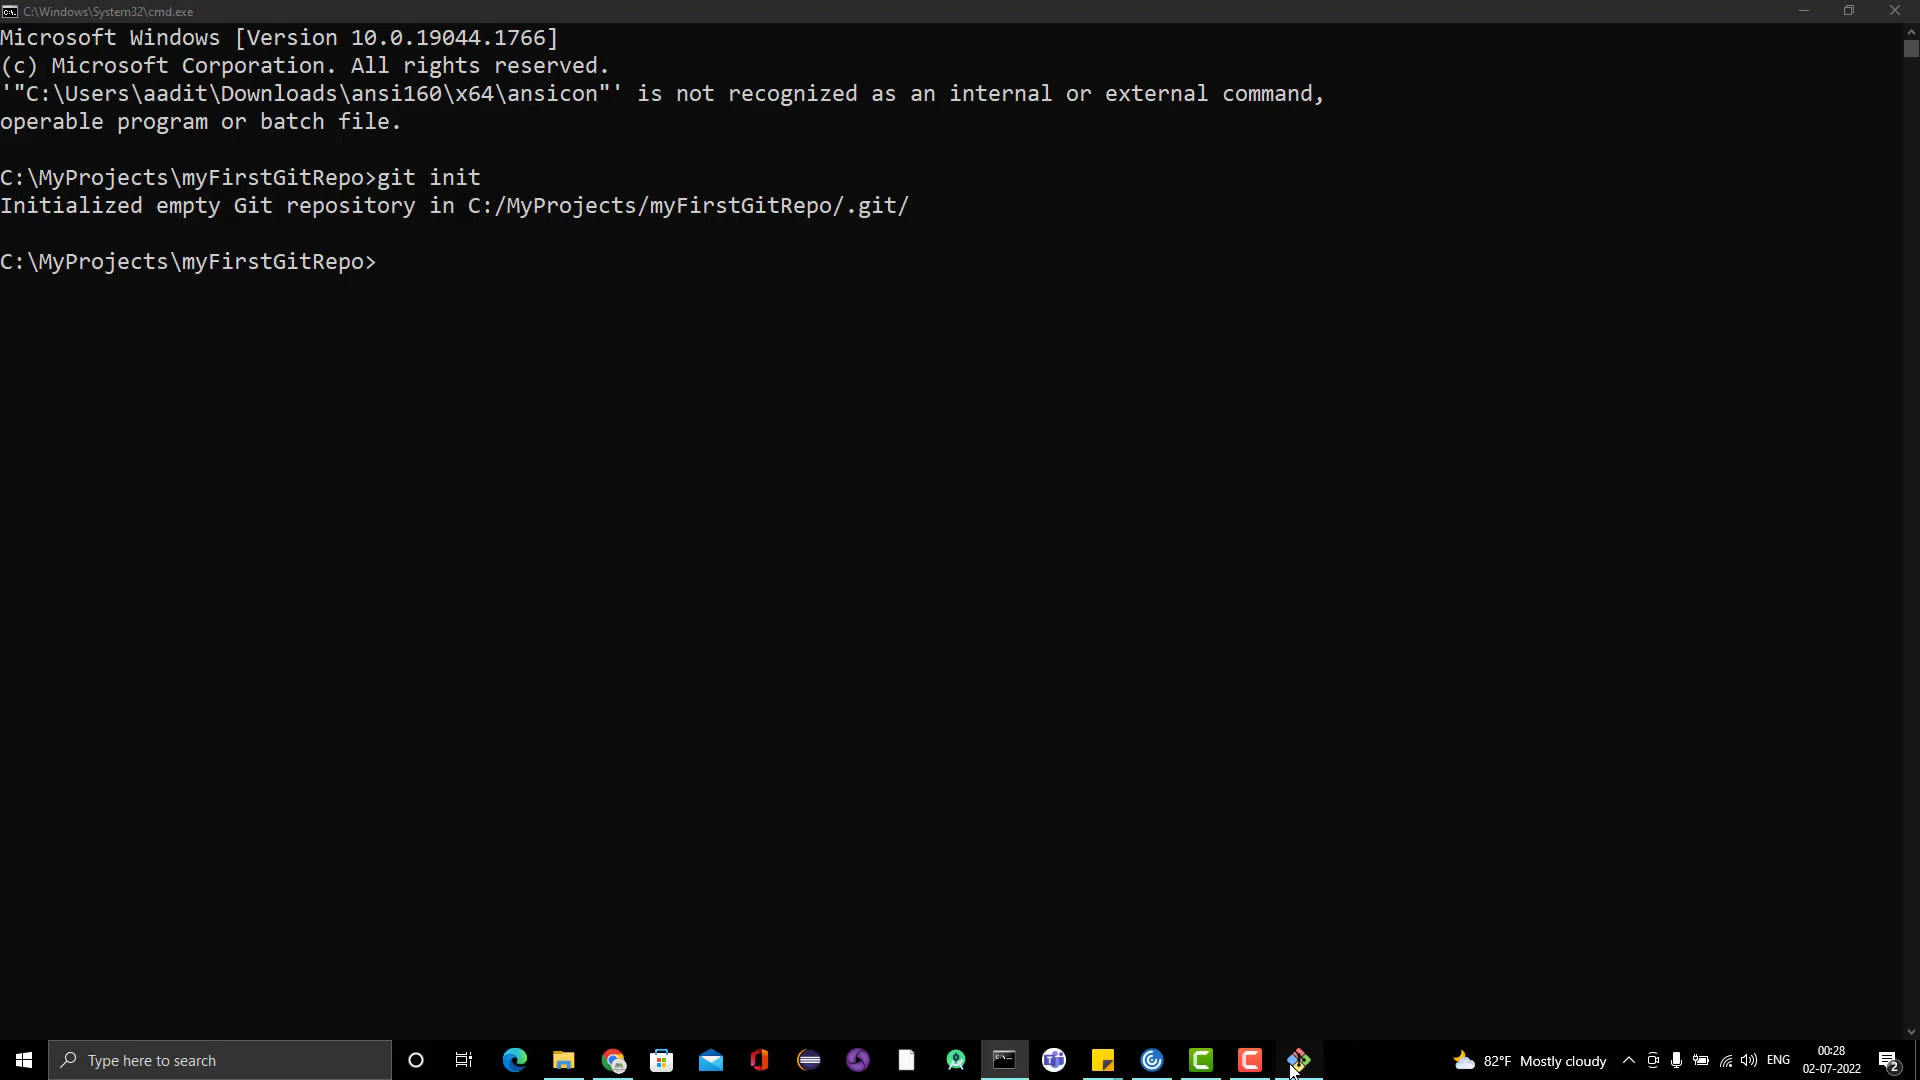 C:\Windows\System32\cmd.exe
Microsoft Windows [Version 10.0.19044.1766]
(c) Microsoft Corporation. All rights reserved.
'"C:\Users\aadit\Downloads\ansi160\x64\ansicon"' is not recognized as an internal or external command,
operable program or batch file.
C:\MyProjects\myFirstGitRepo>git init
Initialized empty Git repository in C:/MyProjects/myFirstGitRepo/.git/
C:\MyProjects\myFirstGitRepo>
Type here to search
82°F Mostly cloudy
ENG
00:28
02-07-2022
2